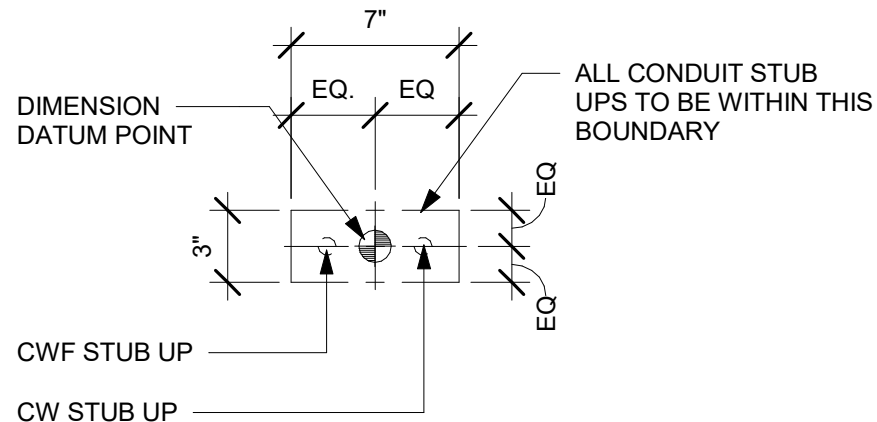 7"
EQ.
EQ
ALL CONDUIT STUB
UPS TO BE WITHIN THIS
BOUNDARY
DIMENSION
DATUM POINT
EQ
3"
EQ
CWF STUB UP
CW STUB UP